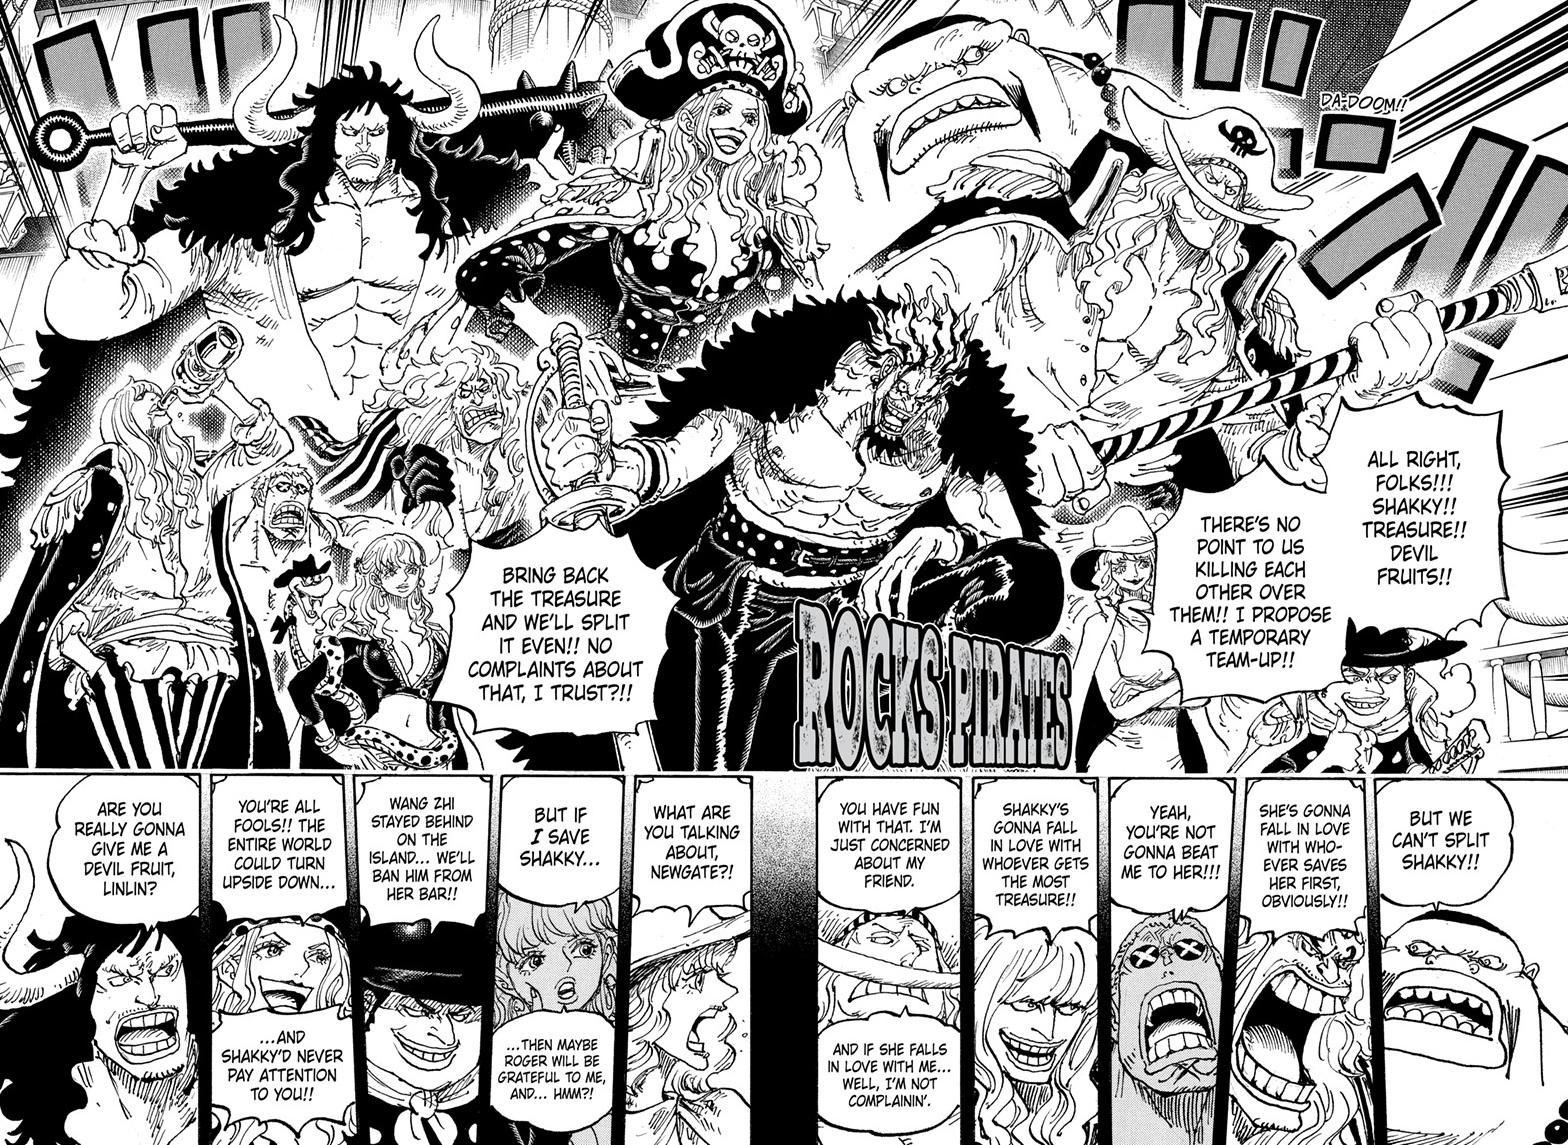 DA-DOOM!!
ALL RIGHT,
FOLKS!!!
SHAKKY!!
TREASURE!!
DEVIL
FRUITS!!
THERE'S NO
POINT TO US
KILLING EACH
OTHER OVER
THEM!! I PROPOSE
A TEMPORARY
TEAM-UP!!
BRING BACK
THE TREASURE
AND WE'LL SPLIT
IT EVEN!! NO
COMPLAINTS ABOUT
THAT, I TRUST?!!
ROCKS PIRATES
BUT WE
CAN'T SPLIT
SHAKKY!!
SHE'S GONNA
FALL IN LOVE
WITH WHO-
EVER SAVES
HER FIRST,
OBVIOUSLY!!
YEAH,
YOU'RE NOT
GONNA BEAT
ME TO HER!!!
SHAKKY'S
GONNA FALL
IN LOVE WITH
WHOEVER GETS
THE MOST
TREASURE!!
YOU HAVE FUN
WITH THAT. I'M
JUST CONCERNED
ABOUT MY
FRIEND.
AND IF SHE FALLS
IN LOVE WITH ME...
WELL, I'M NOT
COMPLAININ'.
WHAT ARE
YOU TALKING
ABOUT,
NEWGATE?!
BUT IF
I SAVE
SHAKKY...
...THEN MAYBE
ROGER WILL BE
GRATEFUL TO ME,
AND... HMM?!
WANG ZHI
STAYED BEHIND
ON THE
ISLAND... WE'LL
BAN HIM FROM
HER BAR!!
YOU'RE ALL
FOOLS!! THE
ENTIRE WORLD
COULD TURN
UPSIDE DOWN...
...AND
SHAKKY'D NEVER
PAY ATTENTION
TO YOU!!
ARE YOU
REALLY GONNA
GIVE ME A
DEVIL FRUIT,
LINLIN?